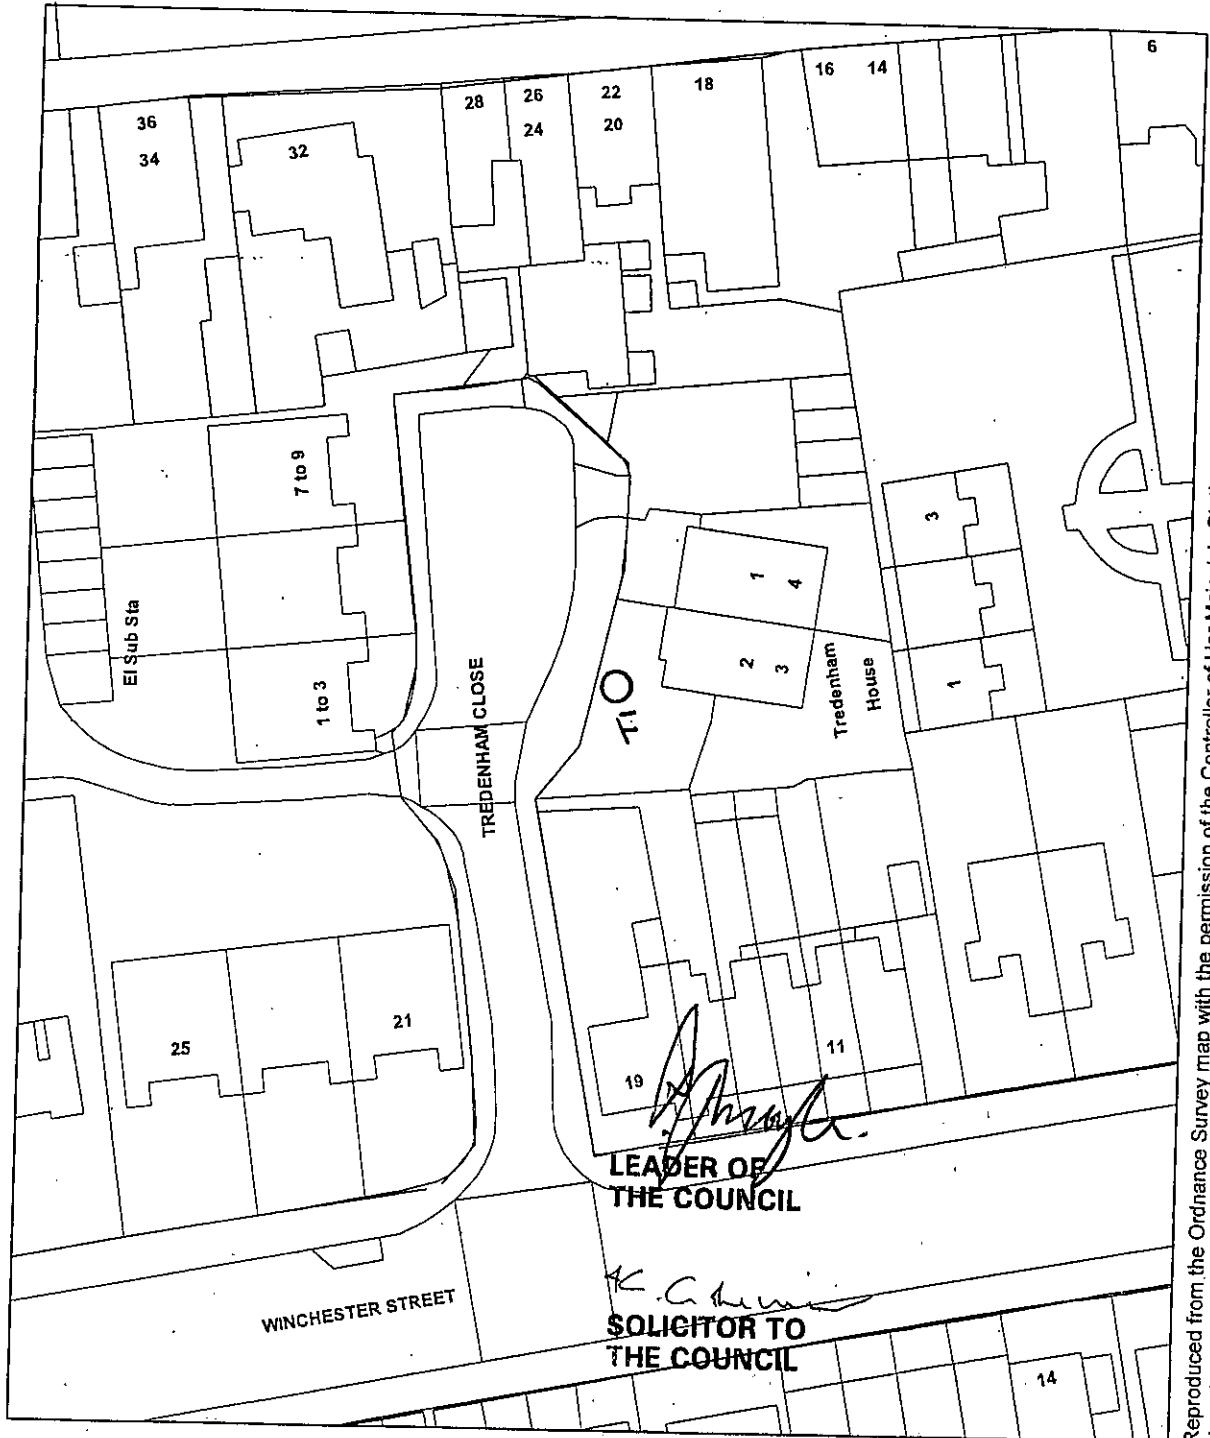 36
34
32
28
26
24
22
20
18
16
14
6
7 to 9
El Sub Sta
1 to 3
TREDENHAM CLOSE
T1
1
4
2
3
Tredenham
House
3
1
25
21
19
11
LEADER OF
THE COUNCIL
WINCHESTER STREET
SOLICITOR TO
THE COUNCIL
14
Reproduced from the Ordnance Survey map with the permission of the Controller of Her